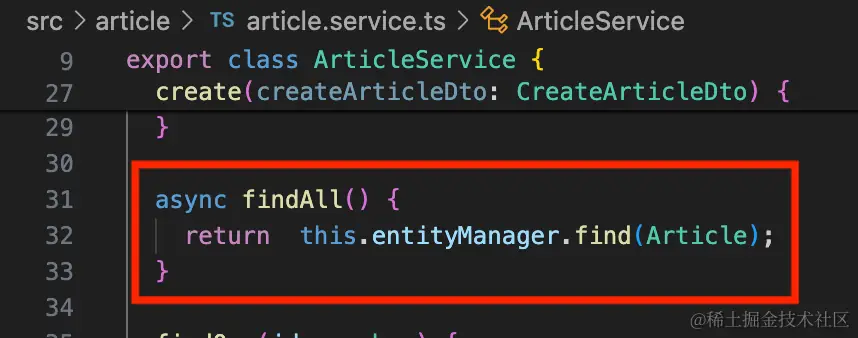 src > article > TS article.service.ts > ArticleService
9 export class ArticleService {
27 create(createArticleDto: CreateArticleDto) {
29 }
30
31 async findAll() {
32 return  this.entityManager.find(Article);
33 }
34
@稀土掘金技术社区